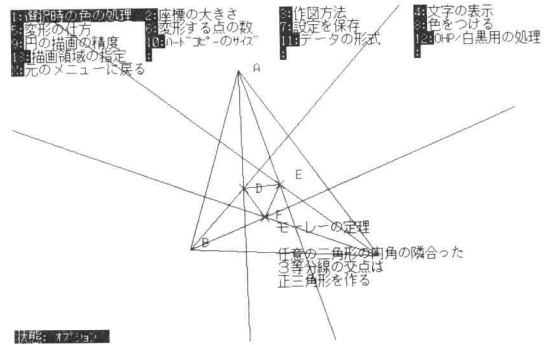 1:選択時の色の処理 2:座標の大きさ 3:作図方法 4:文字の表示
5:変形の仕方 6:変形する点の数 7:設定を保存 8:色をつける
9:円の描画の精度 10:ハードコピーのサイズ 11:データの形式 12:OHP/白黒用の処理
13:描画領域の指定
元のメニューに戻る
A
D E
F
モーレーの定理
B
任意の三角形の内角の隣合った
3等分線の交点は
正三角形を作る
状態: オプション